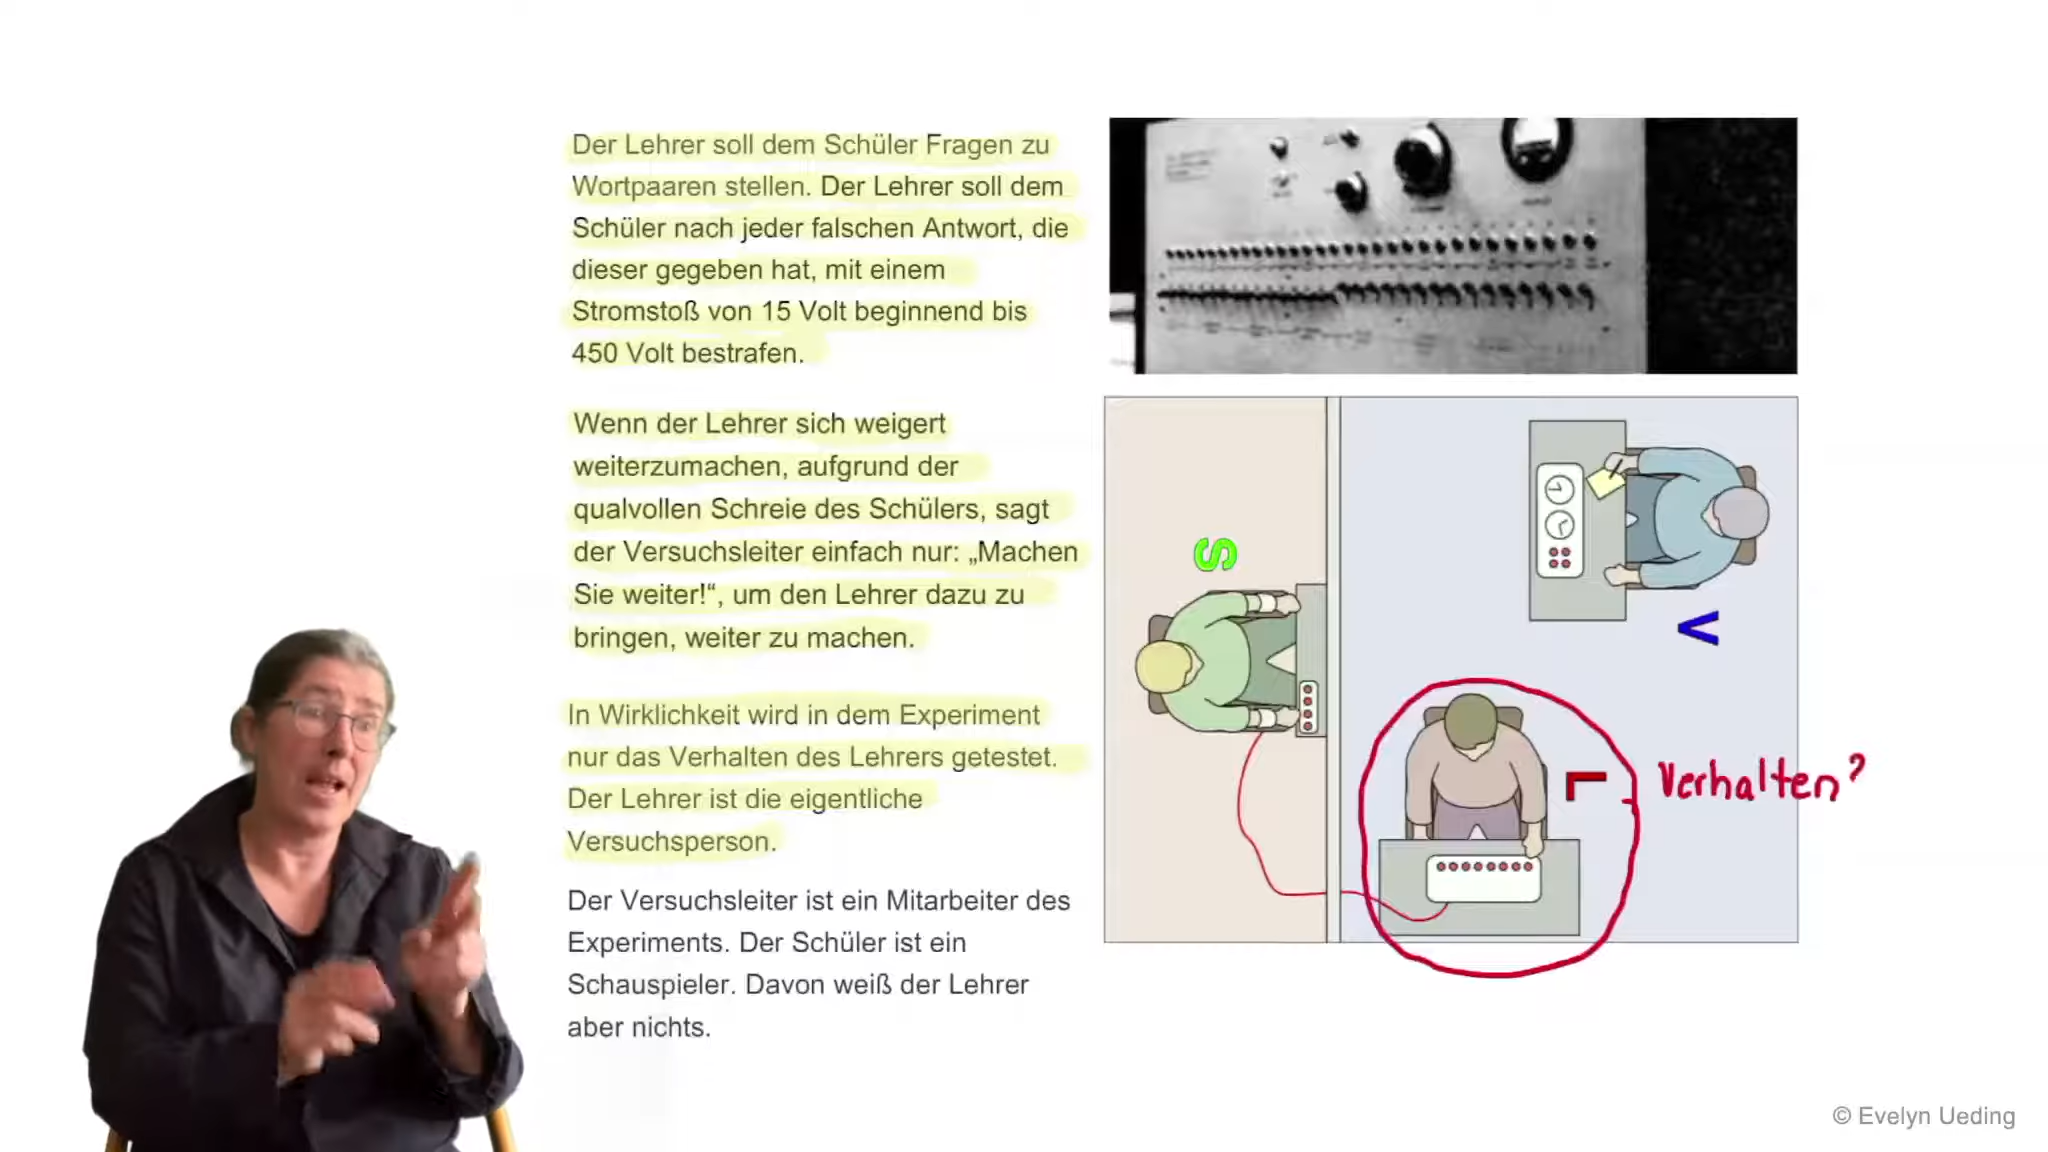 Der Lehrer soll dem Schüler Fragen zu
Wortpaaren stellen. Der Lehrer soll dem
Schüler nach jeder falschen Antwort, die
dieser gegeben hat, mit einem
Stromstoß von 15 Volt beginnend bis
450 Volt bestrafen.
Wenn der Lehrer sich weigert
weiterzumachen, aufgrund der
qualvollen Schreie des Schülers, sagt
der Versuchsleiter einfach nur: „Machen
Sie weiter!“, um den Lehrer dazu zu
bringen, weiter zu machen.
In Wirklichkeit wird in dem Experiment
nur das Verhalten des Lehrers getestet.
Der Lehrer ist die eigentliche
Versuchsperson.
Der Versuchsleiter ist ein Mitarbeiter des
Experiments. Der Schüler ist ein
Schauspieler. Davon weiß der Lehrer
aber nichts.
S
V
L
Verhalten?
© Evelyn Ueding